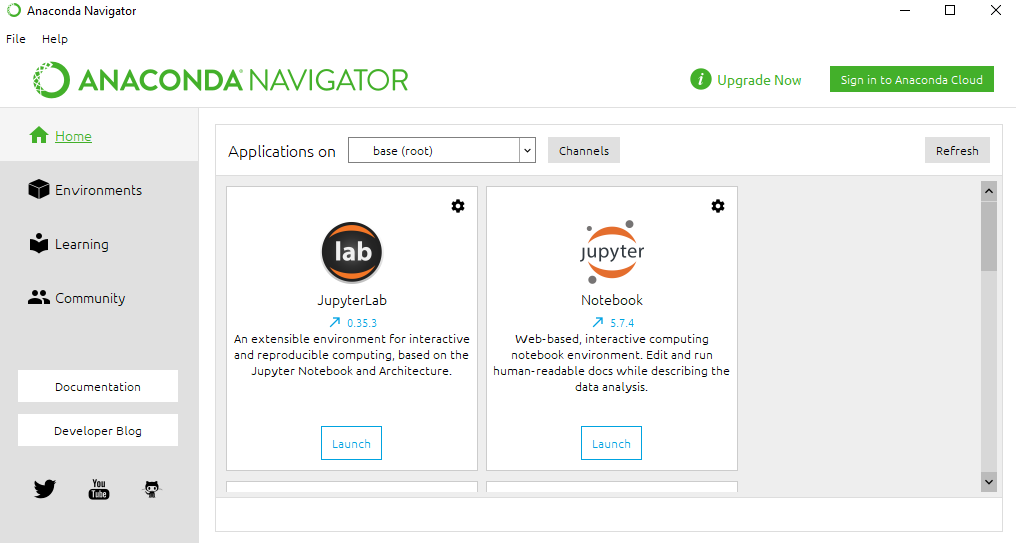 Anaconda Navigator
File Help
ANACONDA NAVIGATOR
i Upgrade Now
Sign in to Anaconda Cloud
Home
Environments
Learning
Community
Documentation
Developer Blog
You
Tube
Applications on base (root) Channels Refresh
lab
JupyterLab
0.35.3
An extensible environment for interactive
and reproducible computing, based on the
Jupyter Notebook and Architecture.
Launch
jupyter
Notebook
5.7.4
Web-based, interactive computing
notebook environment. Edit and run
human-readable docs while describing the
data analysis.
Launch